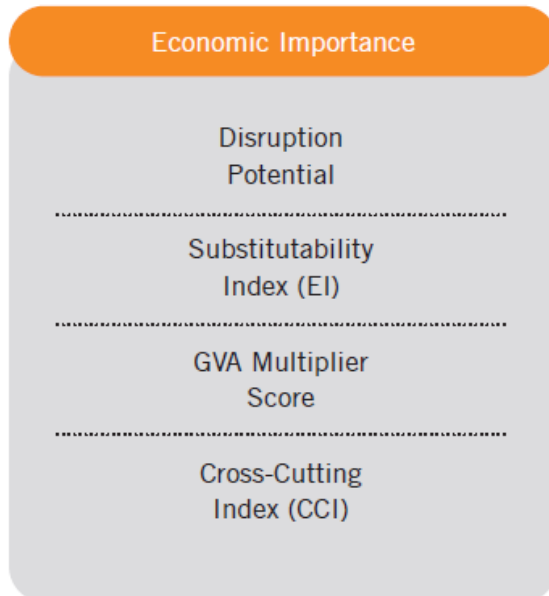 Economic Importance
Disruption
Potential
Substitutability
Index (EI)
GVA Multiplier
Score
Cross-Cutting
Index (CCI)